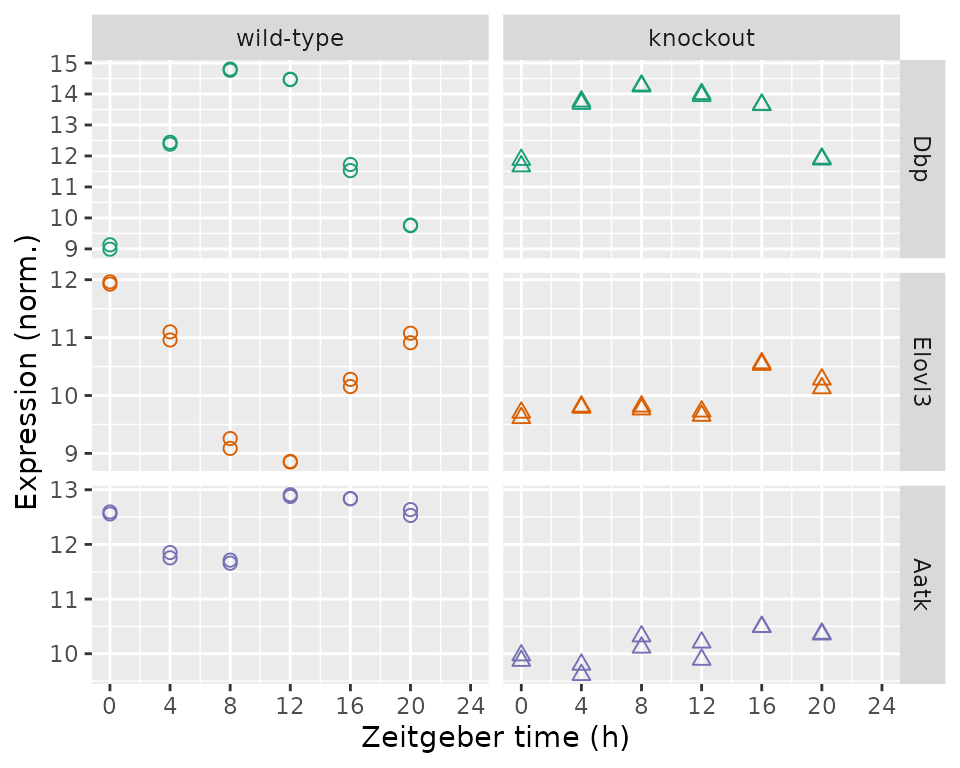 wild-type
knockout
15
14
13
12
11
10
9
Dbp
12
11
10
9
Elovl3
13
12
11
10
Aatk
Expression (norm.)
0 4 8 12 16 20 24
0 4 8 12 16 20 24
Zeitgeber time (h)